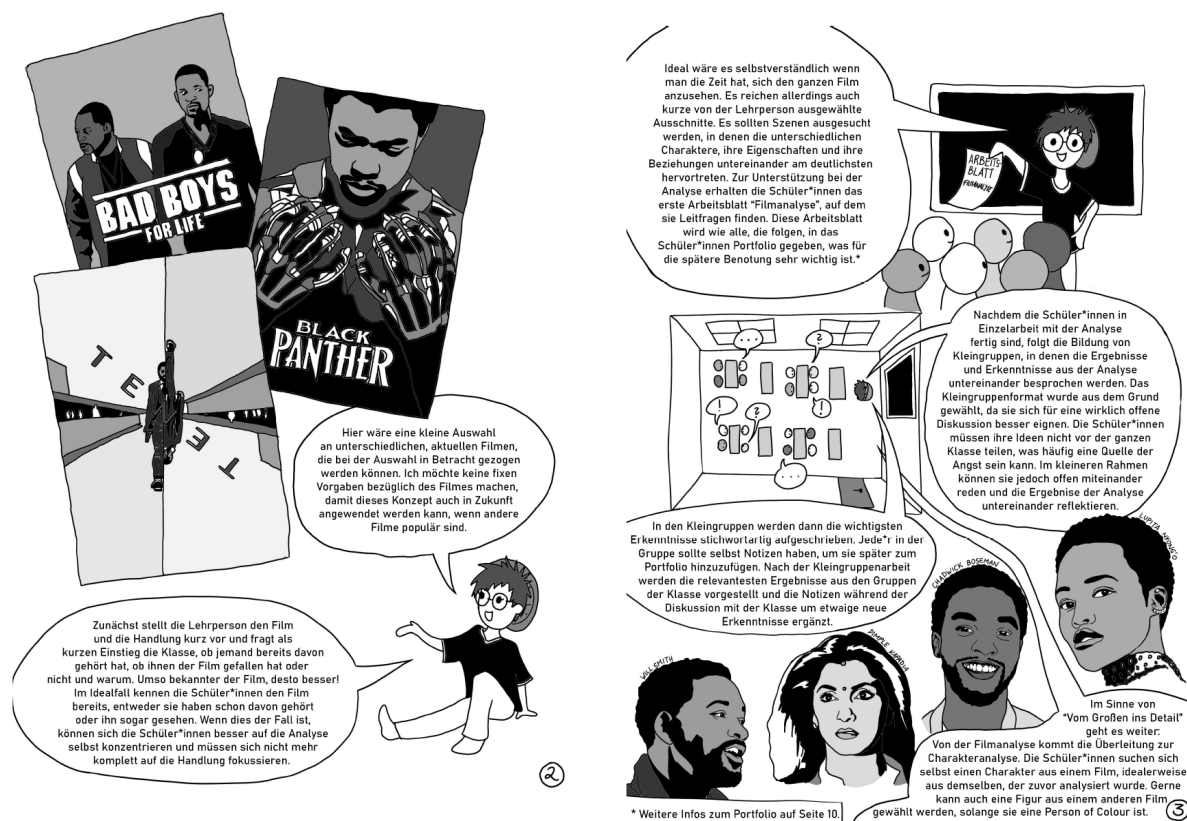 BAD BOYS
FOR LIFE
BLACK
PANTHER
TENET
Hier wäre eine kleine Auswahl
an unterschiedlichen, aktuellen Filmen,
die bei der Auswahl in Betracht gezogen
werden können. Ich möchte keine fixen
Vorgaben bezüglich des Filmes machen,
damit dieses Konzept auch in Zukunft
angewendet werden kann, wenn andere
Filme populär sind.
Zunächst stellt die Lehrperson den Film
und die Handlung kurz vor und fragt als
kurzen Einstieg die Klasse, ob jemand bereits davon
gehört hat, ob ihnen der Film gefallen hat oder
nicht und warum. Umso bekannter der Film, desto besser!
Im Idealfall kennen die Schüler*innen den Film
bereits, entweder sie haben schon davon gehört
oder ihn sogar gesehen. Wenn dies der Fall ist,
können sich die Schüler*innen besser auf die Analyse
selbst konzentrieren und müssen sich nicht mehr
komplett auf die Handlung fokussieren.
2
Ideal wäre es selbstverständlich wenn
man die Zeit hat, sich den ganzen Film
anzusehen. Es reichen allerdings auch
kurze von der Lehrperson ausgewählte
Ausschnitte. Es sollten Szenen ausgesucht
werden, in denen die unterschiedlichen
Charaktere, ihre Eigenschaften und ihre
Beziehungen untereinander am deutlichsten
hervortreten. Zur Unterstützung bei der
Analyse erhalten die Schüler*innen das
erste Arbeitsblatt "Filmanalyse", auf dem
sie Leitfragen finden. Diese Arbeitsblatt
wird wie alle, die folgen, in das
Schüler*innen Portfolio gegeben, was für
die spätere Benotung sehr wichtig ist.*
ARBEITS-
BLATT
FILMANALYSE
...
?
!
?
!
...
Nachdem die Schüler*innen in
Einzelarbeit mit der Analyse
fertig sind, folgt die Bildung von
Kleingruppen, in denen die Ergebnisse
und Erkenntnisse aus der Analyse
untereinander besprochen werden. Das
Kleingruppenformat wurde aus dem Grund
gewählt, da sie sich für eine wirklich offene
Diskussion besser eignen. Die Schüler*innen
müssen ihre Ideen nicht vor der ganzen
Klasse teilen, was häufig eine Quelle der
Angst sein kann. Im kleineren Rahmen
können sie jedoch offen miteinander
reden und die Ergebnise der Analyse
untereinander reflektieren.
In den Kleingruppen werden dann die wichtigsten
Erkenntnisse stichwortartig aufgeschrieben. Jede*r in der
Gruppe sollte selbst Notizen haben, um sie später zum
Portfolio hinzuzufügen. Nach der Kleingruppenarbeit
werden die relevantesten Ergebnisse aus den Gruppen
der Klasse vorgestellt und die Notizen während der
Diskussion mit der Klasse um etwaige neue
Erkenntnisse ergänzt.
WILL SMITH
DIMPLE KAPADIA
CHADWICK BOSEMAN
LUPITA NYONG'O
Im Sinne von
"Vom Großen ins Detail"
geht es weiter:
Von der Filmanalyse kommt die Überleitung zur
Charakteranalyse. Die Schüler*innen suchen sich
selbst einen Charakter aus einem Film, idealerweise
aus demselben, der zuvor analysiert wurde. Gerne
kann auch eine Figur aus einem anderen Film
gewählt werden, solange sie eine Person of Colour ist.
* Weitere Infos zum Portfolio auf Seite 10.
3